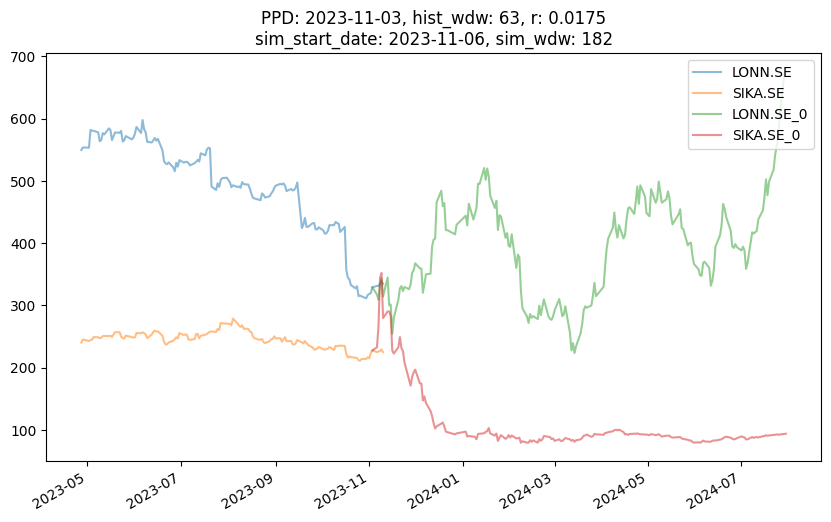 PPD: 2023-11-03, hist_wdw: 63, r: 0.0175
sim_start_date: 2023-11-06, sim_wdw: 182
700
600
500
400
300
200
100
LONN.SE
SIKA.SE
LONN.SE_0
SIKA.SE_0
2023-05
2023-07
2023-09
2023-11
2024-01
2024-03
2024-05
2024-07